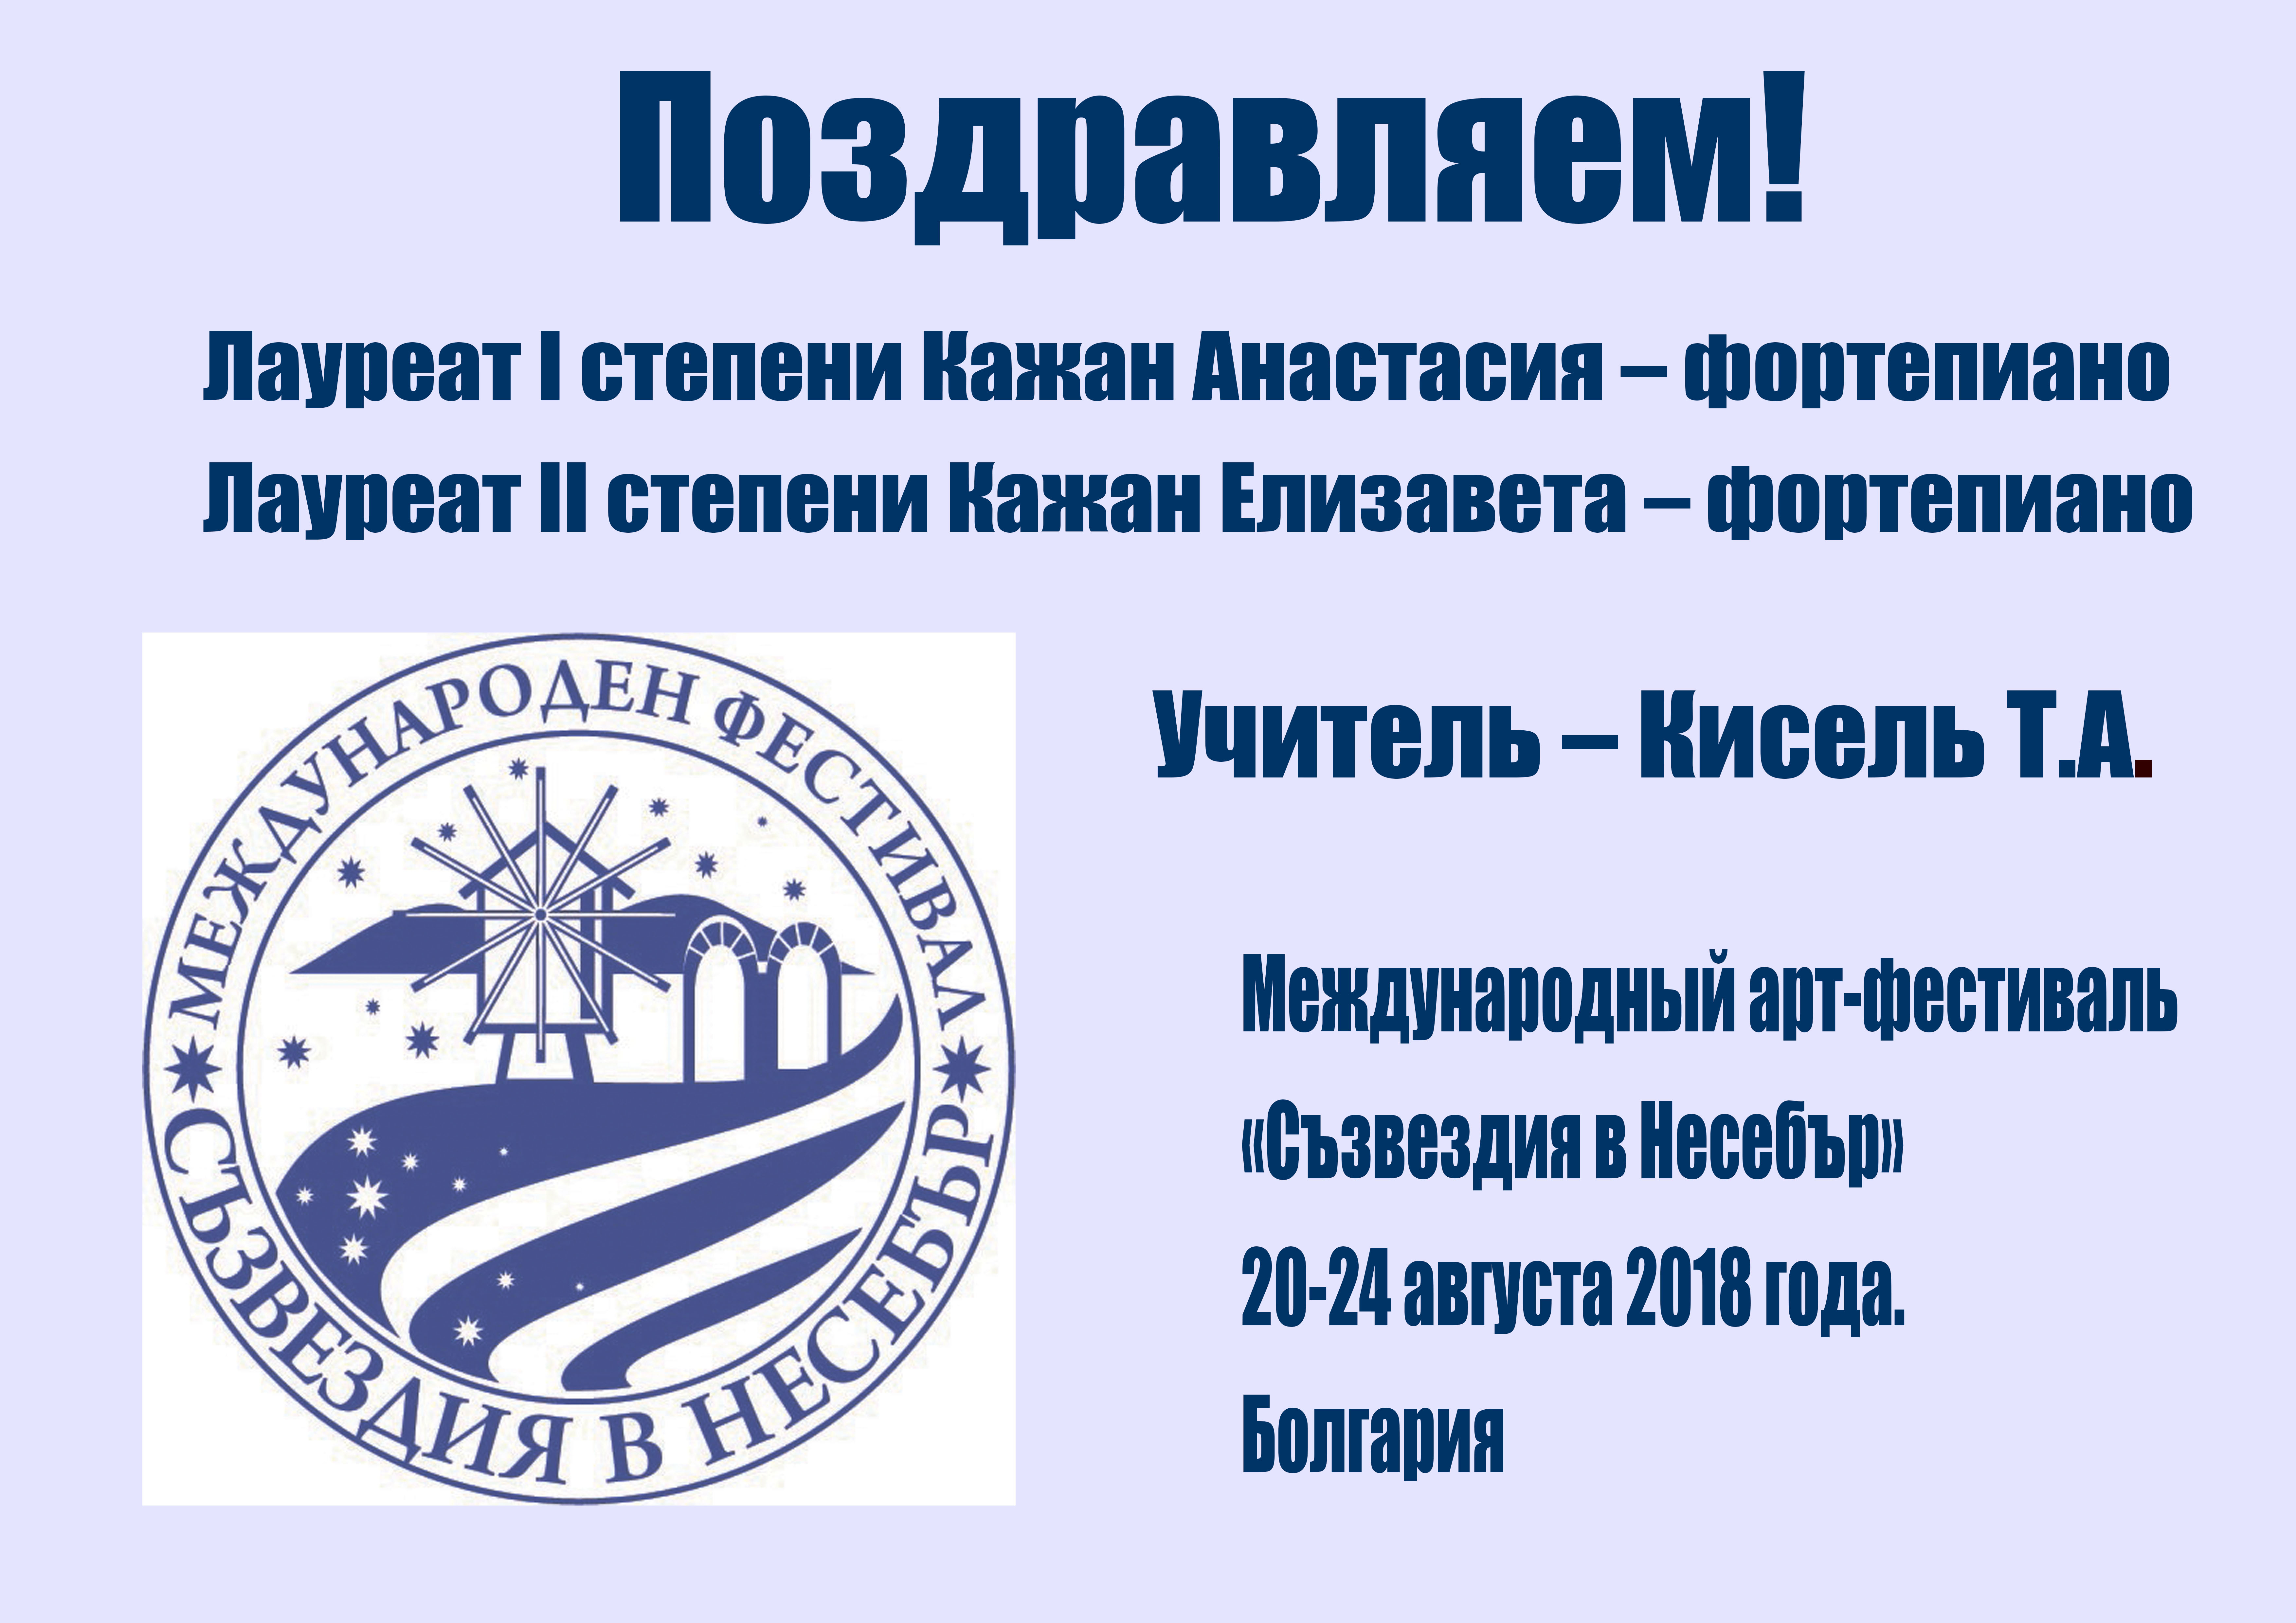 Поздравляем!
Лауреат I степени Кажан Анастасия – фортепиано
Лауреат II степени Кажан Елизавета – фортепиано
МЕЖДУНАРОДЕН ФЕСТИВАЛ
СЪЗВЕЗДИЯ В НЕСЕБЪР
Учитель – Кисель Т.А.
Международный арт-фестиваль
«Съзвездия в Несебър»
20-24 августа 2018 года.
Болгария